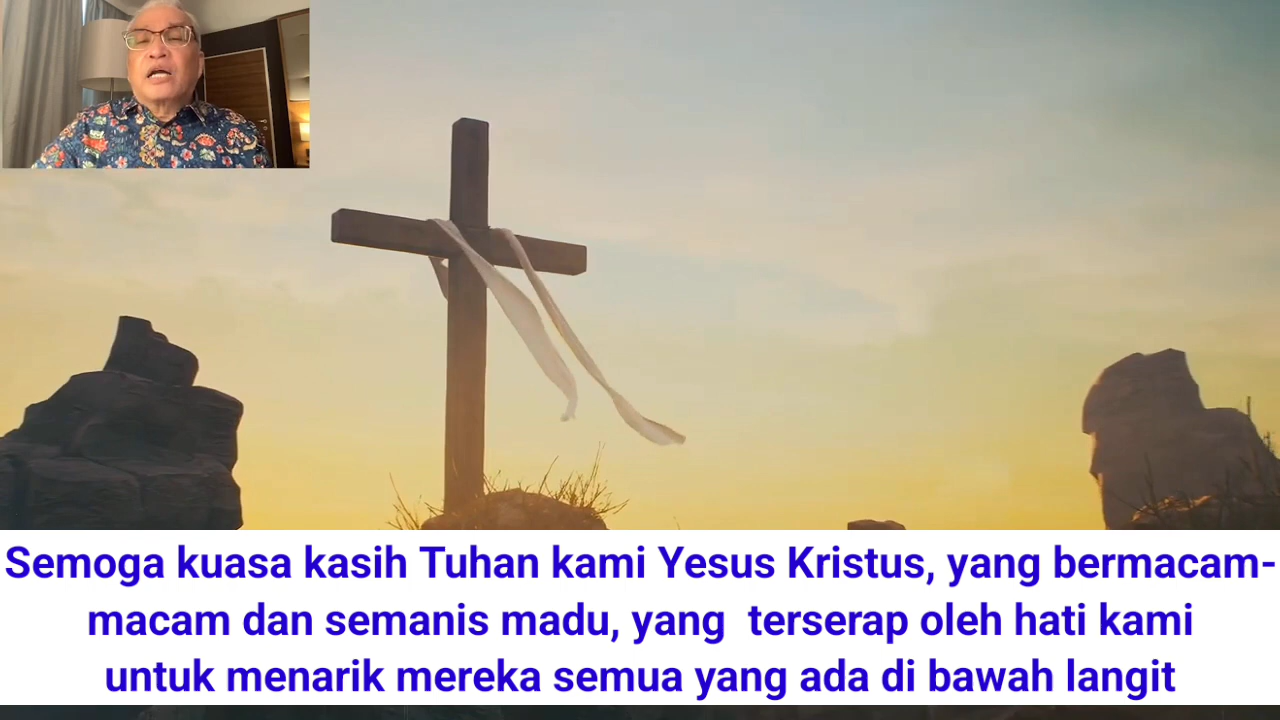 Semoga kuasa kasih Tuhan kami Yesus Kristus, yang bermacam-
macam dan semanis madu, yang  terserap oleh hati kami
untuk menarik mereka semua yang ada di bawah langit